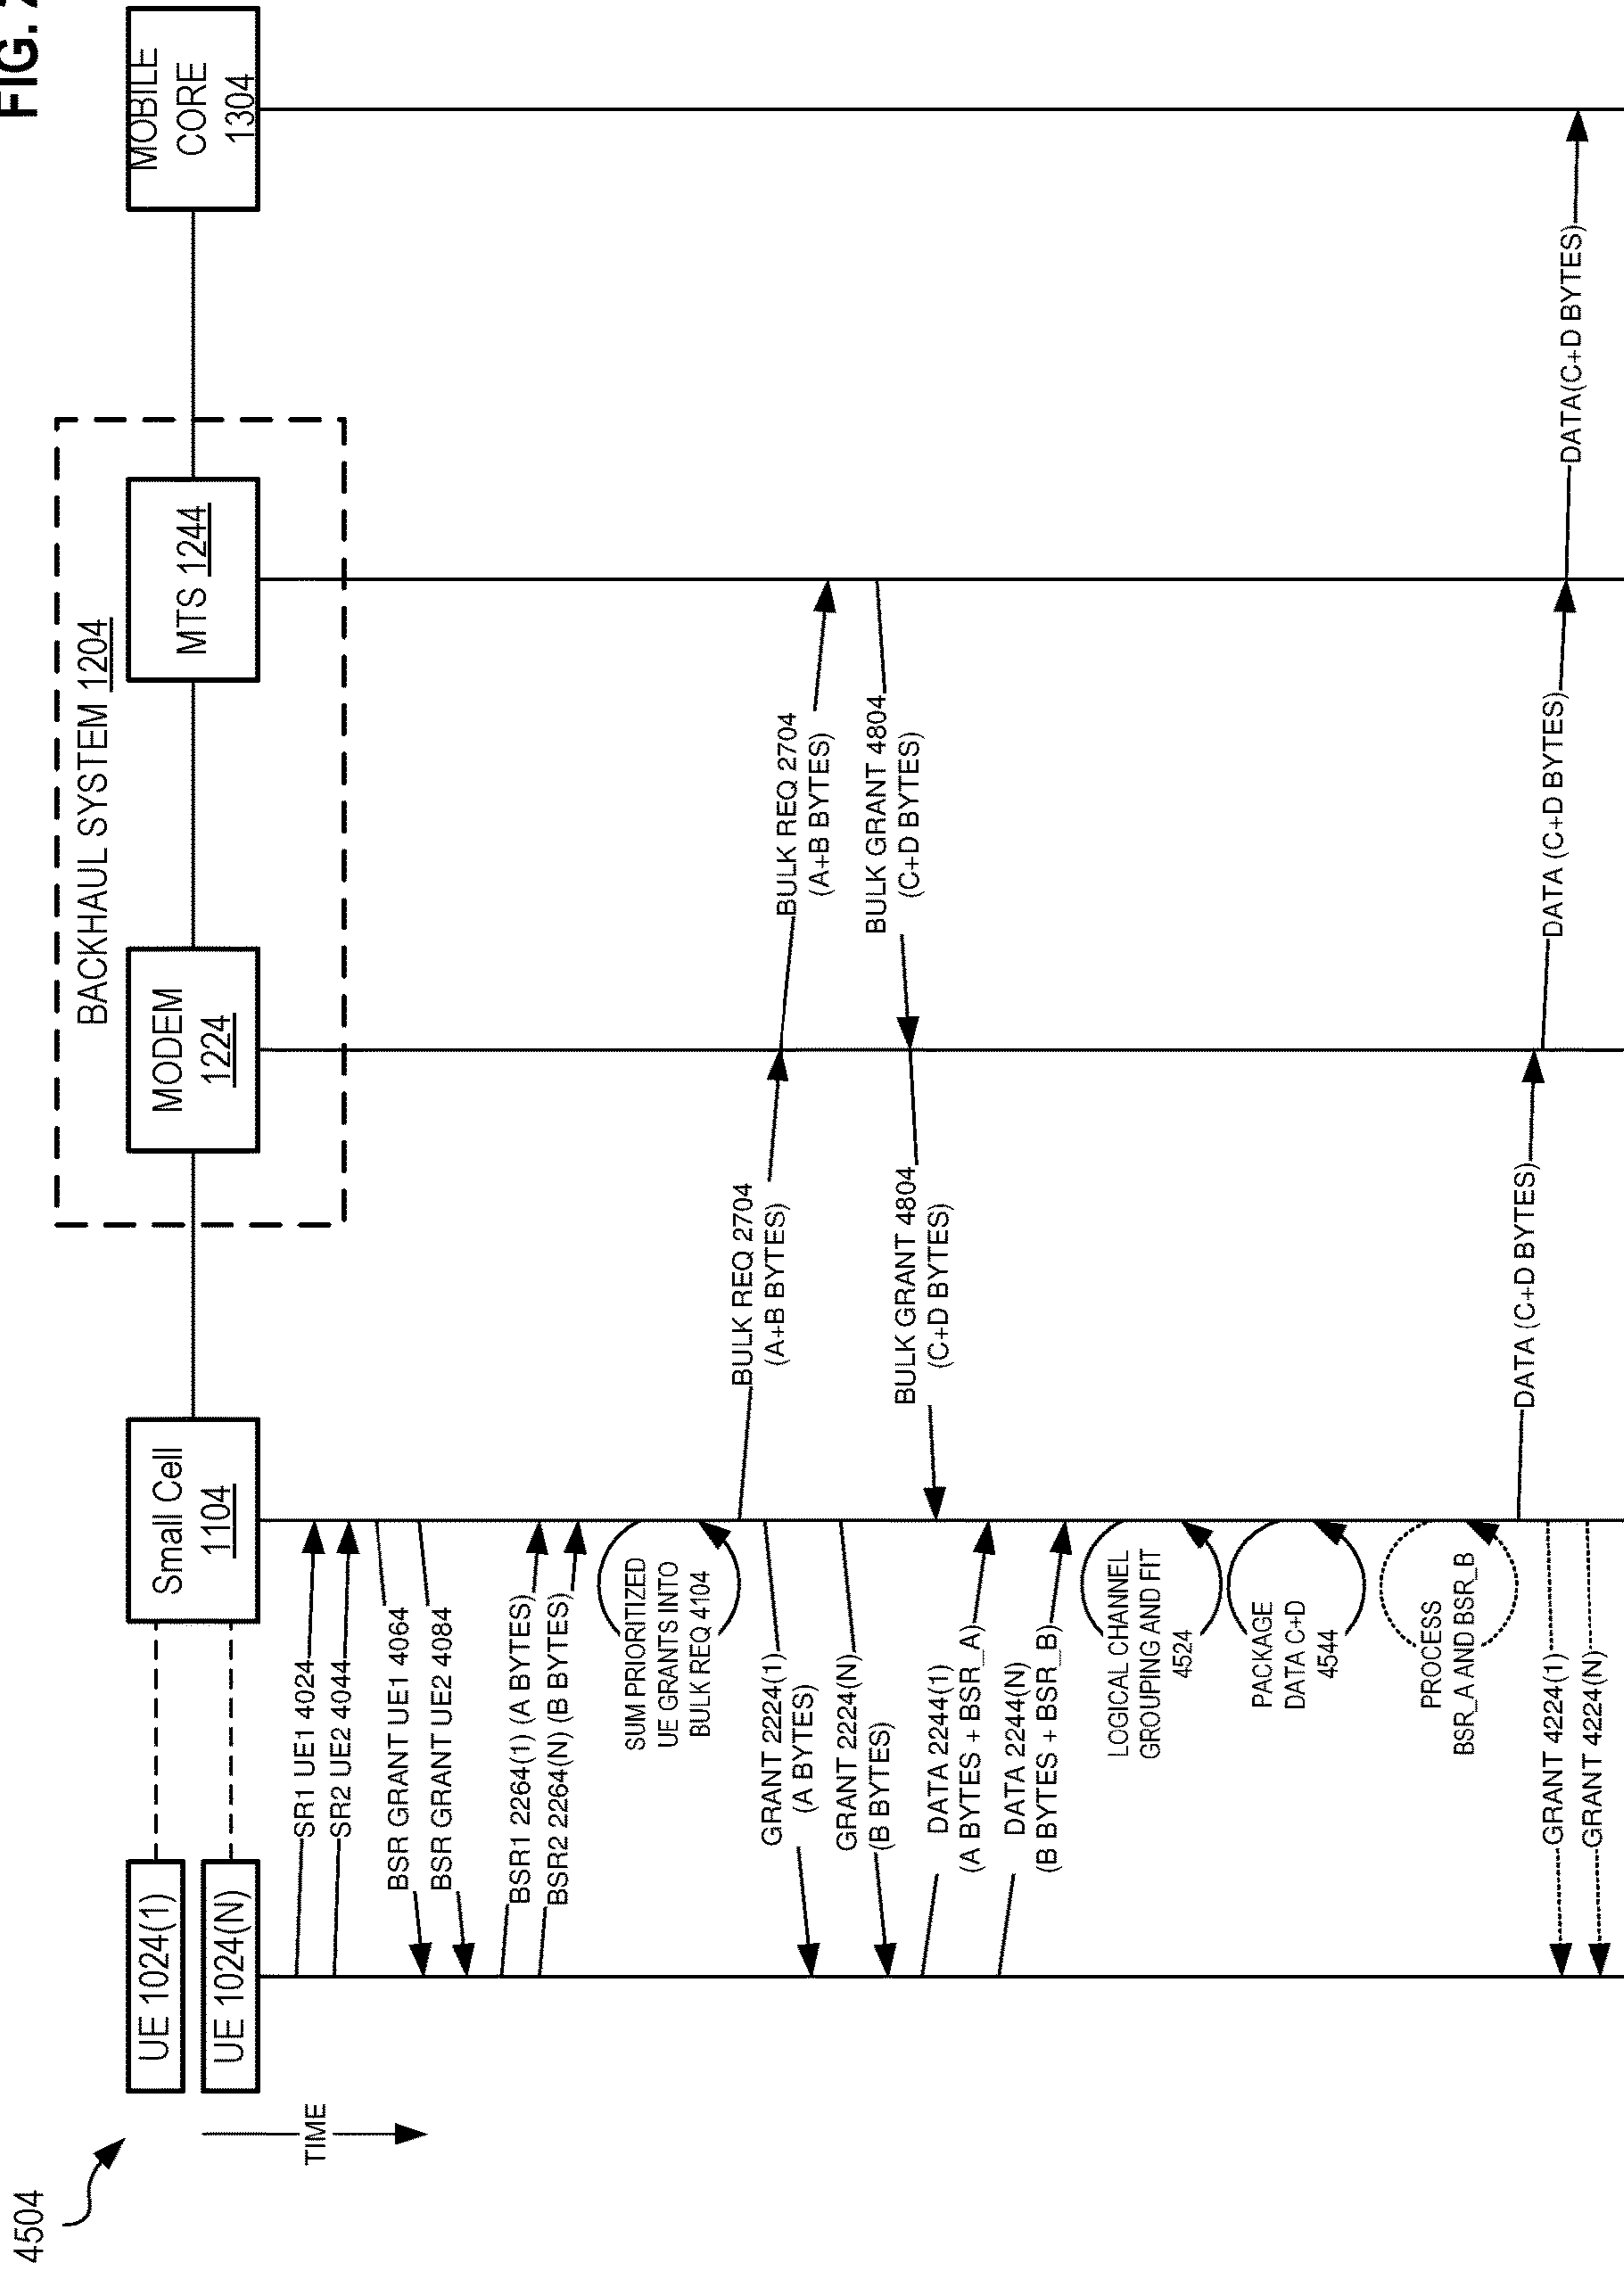 FIG. 2
4504
TIME
UE 1024(1)
UE 1024(N)
Small Cell
1104
BACKHAUL SYSTEM 1204
MODEM
1224
MTS 1244
MOBILE
CORE
1304
SR1 UE1 4024
SR2 UE2 4044
BSR GRANT UE1 4064
BSR GRANT UE2 4084
BSR1 2264(1) (A BYTES)
BSR2 2264(N) (B BYTES)
SUM PRIORITIZED
UE GRANTS INTO
BULK REQ 4104
BULK REQ 2704
(A+B BYTES)
BULK REQ 2704
(A+B BYTES)
GRANT 2224(1)
(A BYTES)
GRANT 2224(N)
(B BYTES)
BULK GRANT 4804
(C+D BYTES)
BULK GRANT 4804
(C+D BYTES)
DATA 2244(1)
(A BYTES + BSR_A)
DATA 2244(N)
(B BYTES + BSR_B)
LOGICAL CHANNEL
GROUPING AND FIT
4524
PACKAGE
DATA C+D
4544
PROCESS
BSR_A AND BSR_B
DATA (C+D BYTES)
DATA (C+D BYTES)
DATA(C+D BYTES)
GRANT 4224(1)
GRANT 4224(N)